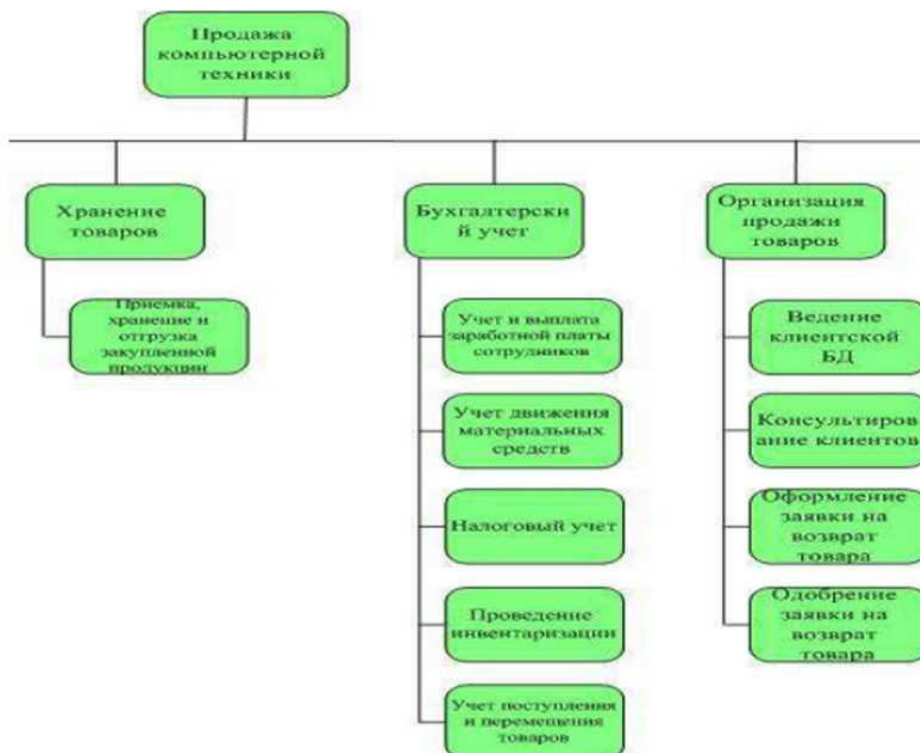 Продажа
компьютерной
техники
Хранение
товаров
Приемка,
хранение и
отгрузка
закупленной
продукции
Бухгалтерски
й учет
Учет и выплата
заработной платы
сотрудников
Учет движения
материальных
средств
Налоговый учет
Проведение
инвентаризации
Учет поступления
и перемещения
товаров
Организация
продажи
товаров
Ведение
клиентской
БД
Консультиров
ание клиентов
Оформление
заявки на
возврат
товара
Одобрение
заявки на
возврат
товара